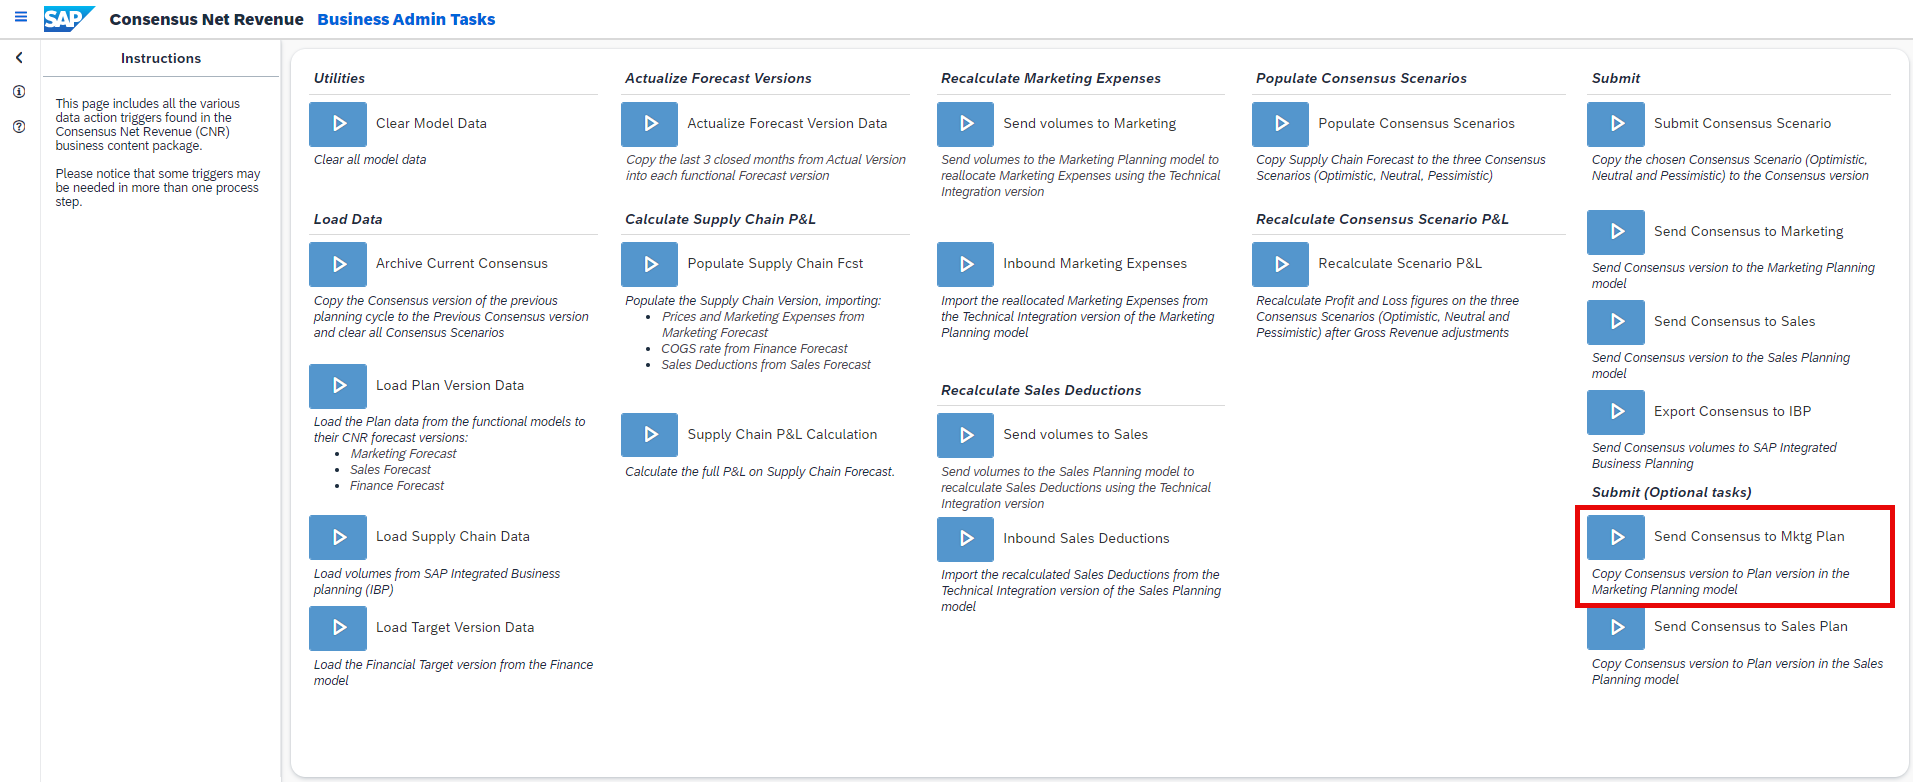 SAP Consensus Net Revenue Business Admin Tasks
Instructions
This page includes all the various
data action triggers found in the
Consensus Net Revenue (CNR)
business content package.
Please notice that some triggers may
be needed in more than one process
step.
Utilities
Clear Model Data
Clear all model data
Load Data
Archive Current Consensus
Copy the Consensus version of the previous
planning cycle to the Previous Consensus version
and clear all Consensus Scenarios
Load Plan Version Data
Load the Plan data from the functional models to
their CNR forecast versions:
• Marketing Forecast
• Sales Forecast
• Finance Forecast
Load Supply Chain Data
Load volumes from SAP Integrated Business
planning (IBP)
Load Target Version Data
Load the Financial Target version from the Finance
model
Actualize Forecast Versions
Actualize Forecast Version Data
Copy the last 3 closed months from Actual Version
into each functional Forecast version
Calculate Supply Chain P&L
Populate Supply Chain Fcst
Populate the Supply Chain Version, importing:
• Prices and Marketing Expenses from
Marketing Forecast
• COGS rate from Finance Forecast
• Sales Deductions from Sales Forecast
Supply Chain P&L Calculation
Calculate the full P&L on Supply Chain Forecast.
Recalculate Marketing Expenses
Send volumes to Marketing
Send volumes to the Marketing Planning model to
reallocate Marketing Expenses using the Technical
Integration version
Inbound Marketing Expenses
Import the reallocated Marketing Expenses from
the Technical Integration version of the Marketing
Planning model
Recalculate Sales Deductions
Send volumes to Sales
Send volumes to the Sales Planning model to
recalculate Sales Deductions using the Technical
Integration version
Inbound Sales Deductions
Import the recalculated Sales Deductions from the
Technical Integration version of the Sales Planning
model
Populate Consensus Scenarios
Populate Consensus Scenarios
Copy Supply Chain Forecast to the three Consensus
Scenarios (Optimistic, Neutral, Pessimistic)
Recalculate Consensus Scenario P&L
Recalculate Scenario P&L
Recalculate Profit and Loss figures on the three
Consensus Scenarios (Optimistic, Neutral and
Pessimistic) after Gross Revenue adjustments
Submit
Submit Consensus Scenario
Copy the chosen Consensus Scenario (Optimistic,
Neutral and Pessimistic) to the Consensus version
Send Consensus to Marketing
Send Consensus version to the Marketing Planning
model
Send Consensus to Sales
Send Consensus version to the Sales Planning
model
Export Consensus to IBP
Send Consensus volumes to SAP Integrated
Business Planning
Submit (Optional tasks)
Send Consensus to Mktg Plan
Copy Consensus version to Plan version in the
Marketing Planning model
Send Consensus to Sales Plan
Copy Consensus version to Plan version in the Sales
Planning model